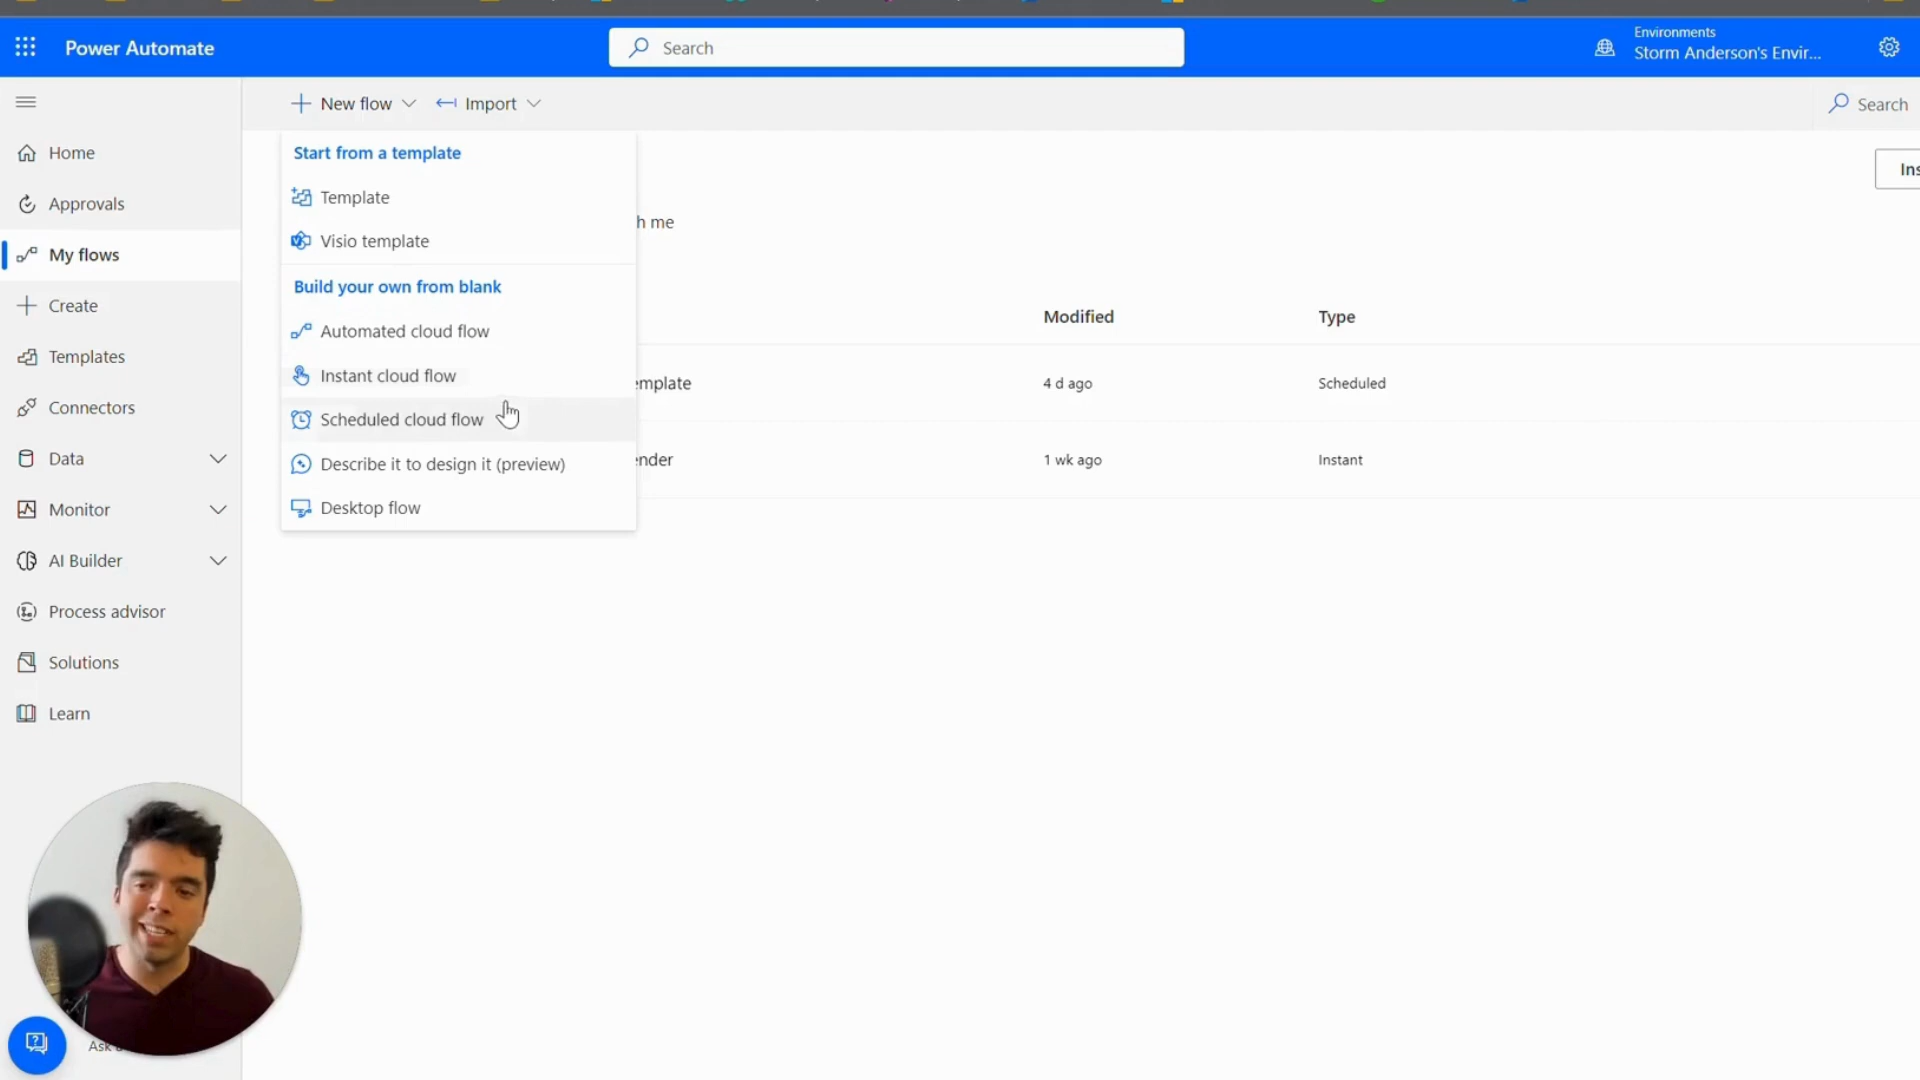 Power Automate
Search
Environments
Storm Anderson's Envir...
New flow
Import
Search
Home
Approvals
My flows
Create
Templates
Connectors
Data
Monitor
AI Builder
Process advisor
Solutions
Learn
Start from a template
Template
Visio template
Build your own from blank
Automated cloud flow
Instant cloud flow
Scheduled cloud flow
Describe it to design it (preview)
Desktop flow
Ins
h me
Modified
Type
emplate
4 d ago
Scheduled
ender
1 wk ago
Instant
Ask